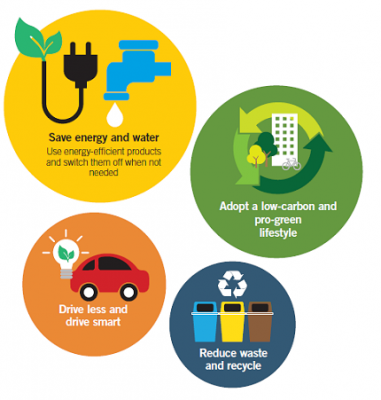 Save energy and water
Use energy-efficient products
and switch them off when not
needed
Adopt a low-carbon and
pro-green
lifestyle
Drive less and
drive smart
Reduce waste
and recycle